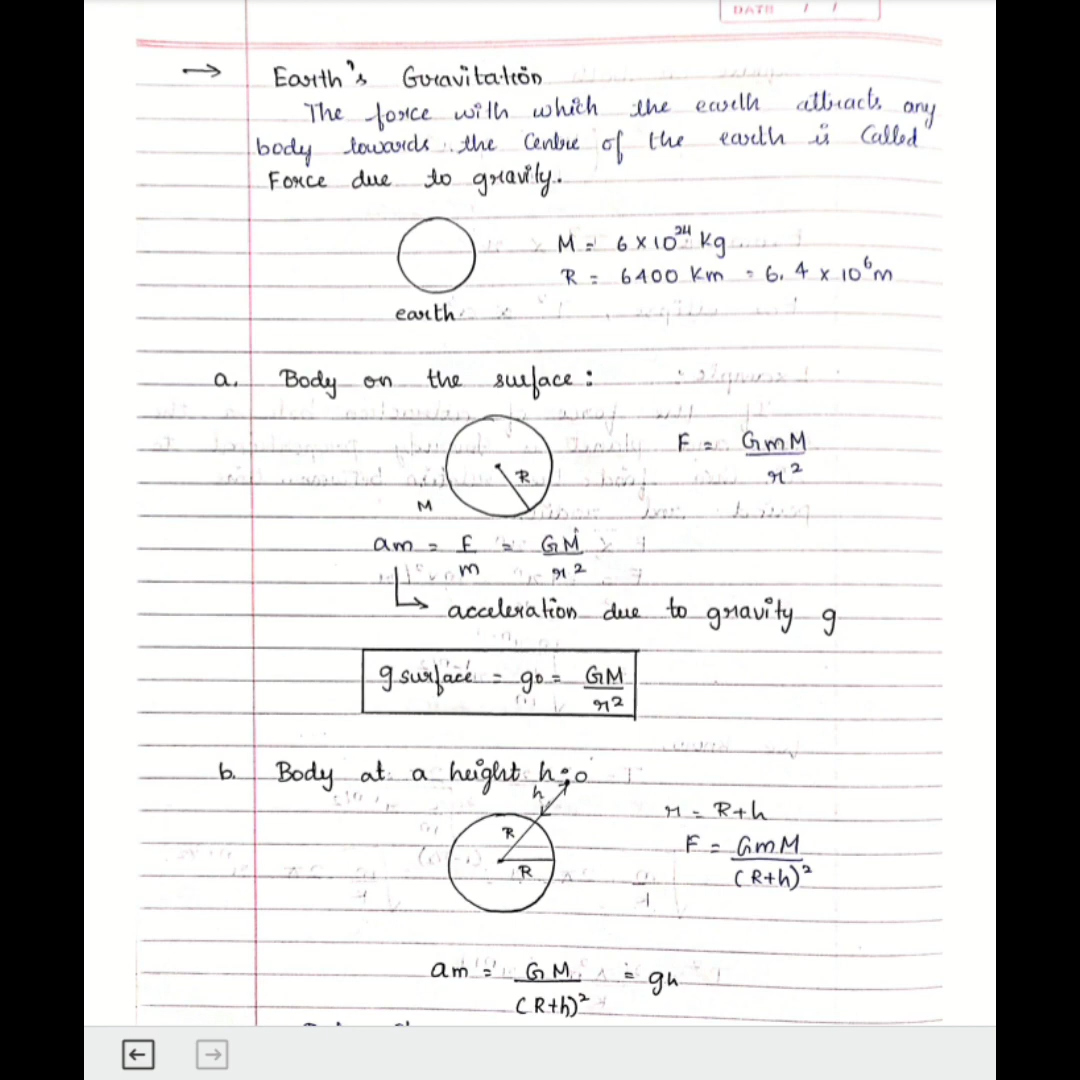 DATE / /
→ Earth's Gravitation
The force with which the earth attracts any
body towards the centre of the earth is called
Force due to gravity.
M = 6 × 10²⁴ kg
R = 6400 Km = 6.4 × 10⁶ m
earth
a. Body on the surface :
F = GmM / r²
R
M
am = F/m = GM / r²
↳ acceleration due to gravity g
g surface = g₀ = GM / r²
b. Body at a height h :
h
r = R+h
R
F = GmM / (R+h)²
R
am = GM / (R+h)² = gh